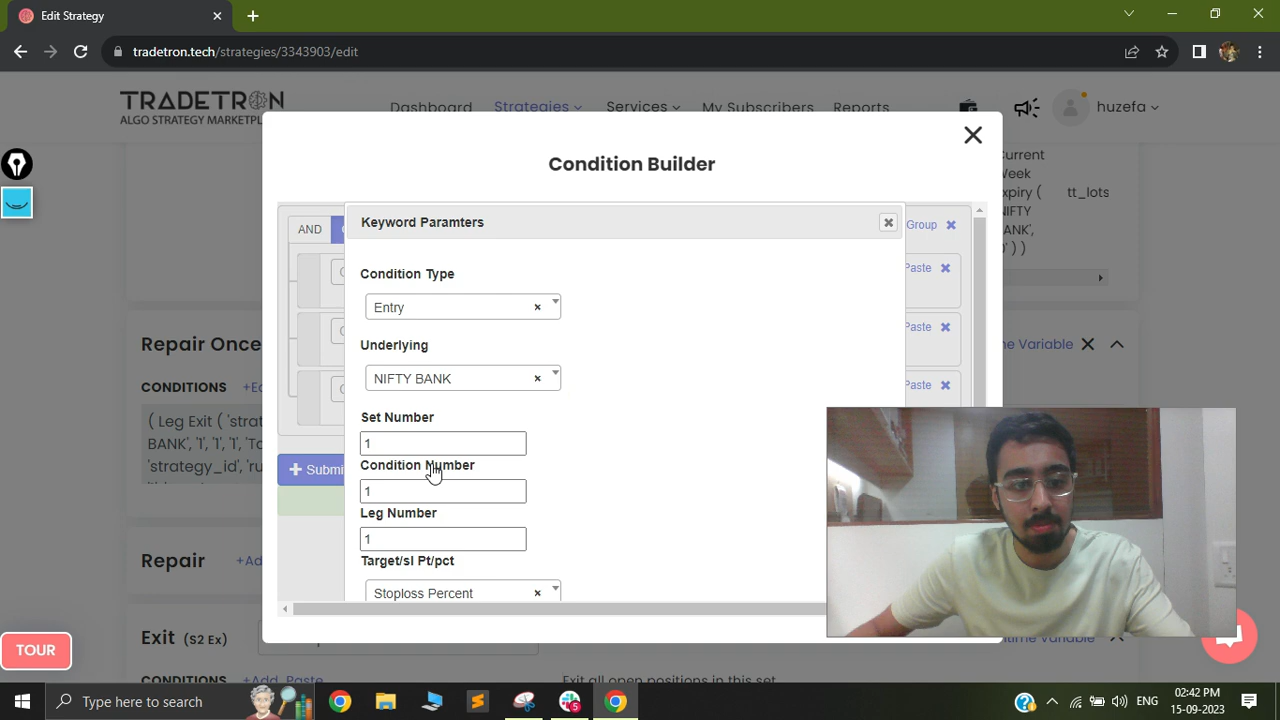 Edit Strategy
tradetron.tech/strategies/3343903/edit
TRADETRON
ALGO STRATEGY MARKETPL
Dashboard
Strategies
Services
My Subscribers
Reports
huzefa
Condition Builder
Current
Week
Expiry (
tt_lots
NIFTY
BANK',
Keyword Paramters
AND
Group
Condition Type
Paste
Entry
Underlying
Paste
Repair Once
NIFTY BANK
me Variable
CONDITIONS
Paste
( Leg Exit ( 'strat
Set Number
BANK', '1', '1', '1', 'Ta
1
'strategy_id', ru
Submi
Condition Number
1
Leg Number
1
Repair
+Ad
Target/sl Pt/pct
Stoploss Percent
Exit (S2 Ex)
ntime Variable
TOUR
CONDITIONS +Add, Paste
Exit all open positions in this set
Type here to search
5
ENG
02:42 PM
15-09-2023